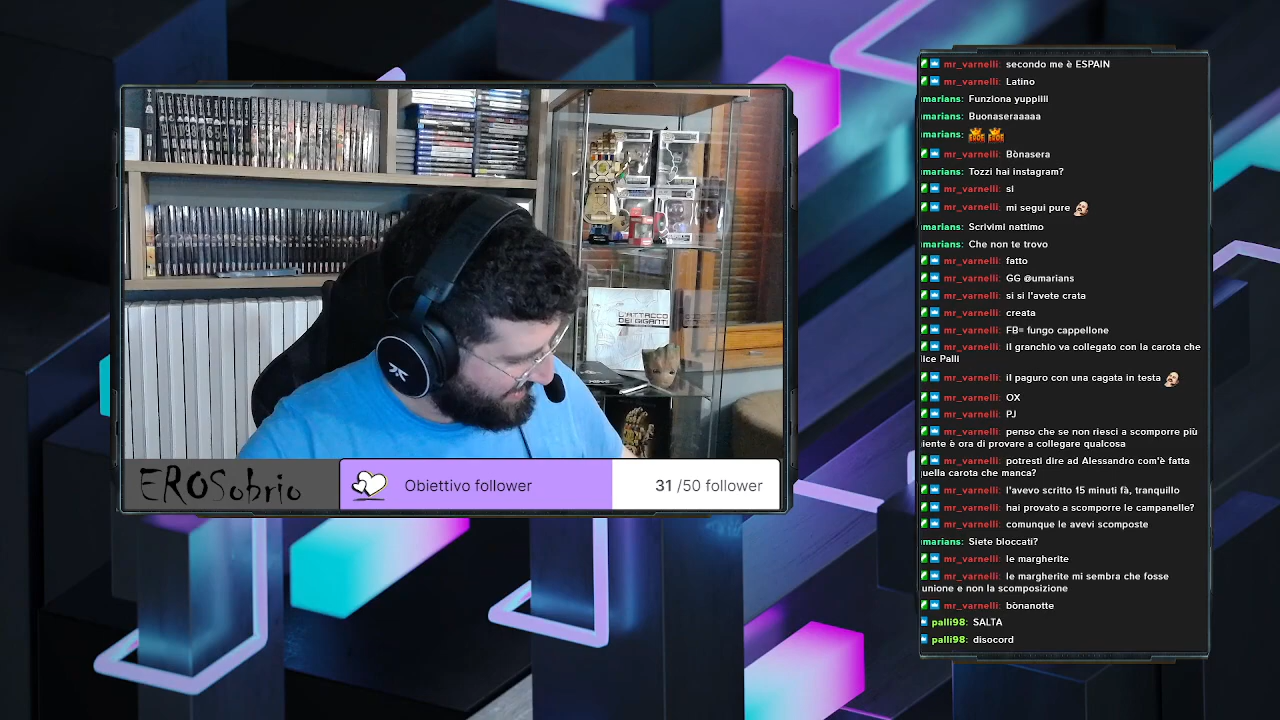 L'ATTACCO
DEI GIGANTI
EROSobrio
Obiettivo follower
31 /50 follower
mr_varnelli: secondo me è ESPAIN
mr_varnelli: Latino
marians: Funziona yuppiiii
marians: Buonaseraaaaa
marians:
mr_varnelli: Bònasera
marians: Tozzi hai instagram?
mr_varnelli: si
mr_varnelli: mi segui pure
marians: Scrivimi nattimo
marians: Che non te trovo
mr_varnelli: fatto
mr_varnelli: GG @umarians
mr_varnelli: si si l'avete crata
mr_varnelli: creata
mr_varnelli: FB= fungo cappellone
mr_varnelli: il granchio va collegato con la carota che
lice Palli
mr_varnelli: il paguro con una cagata in testa
mr_varnelli: OX
mr_varnelli: PJ
mr_varnelli: penso che se non riesci a scomporre più
iente è ora di provare a collegare qualcosa
mr_varnelli: potresti dire ad Alessandro com'è fatta
uella carota che manca?
mr_varnelli: l'avevo scritto 15 minuti fà, tranquillo
mr_varnelli: hai provato a scomporre le campanelle?
mr_varnelli: comunque le avevi scomposte
marians: Siete bloccati?
mr_varnelli: le margherite
mr_varnelli: le margherite mi sembra che fosse
unione e non la scomposizione
mr_varnelli: bònanotte
palli98: SALTA
palli98: disocord